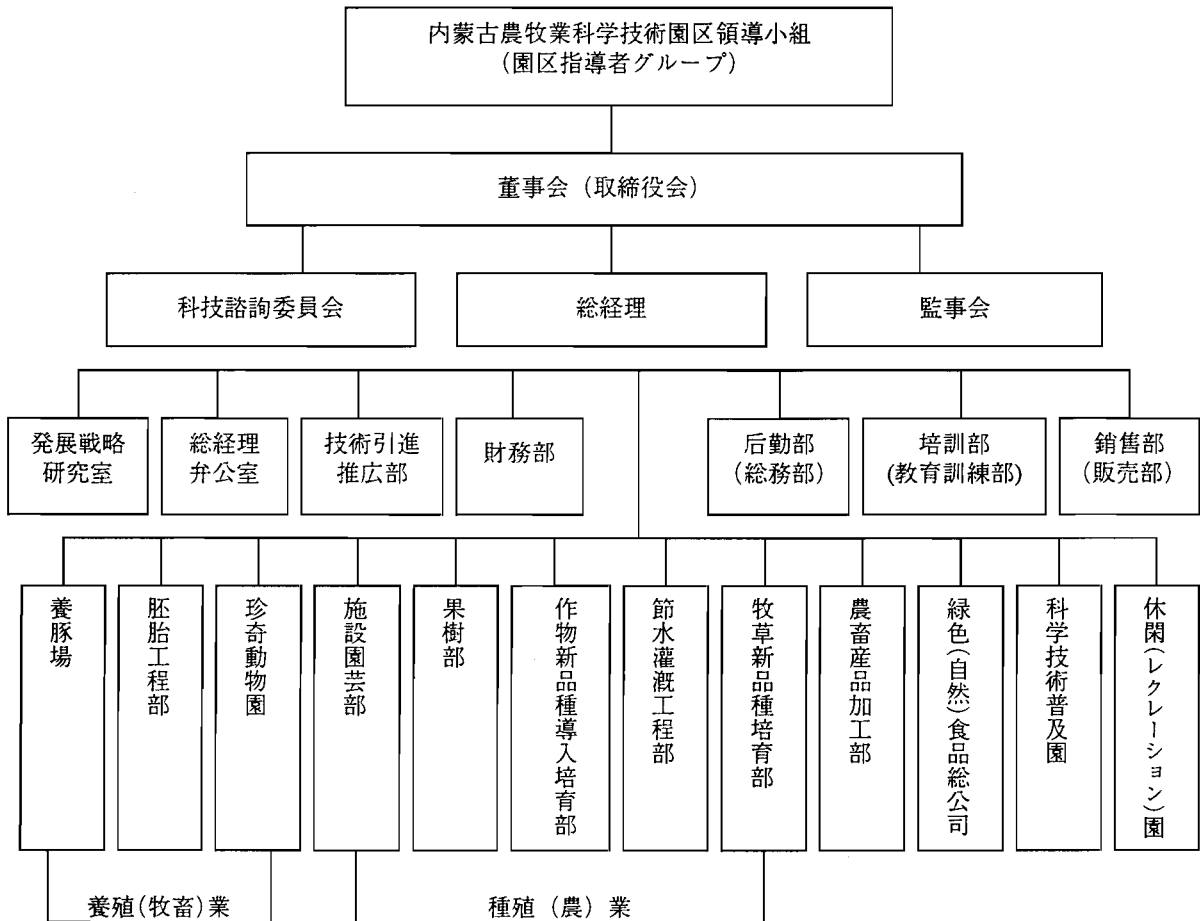 内蒙古農牧業科学技術園区領導小組
(園区指導者グループ)
董事会（取締役会）
科技諮詢委員会
総経理
監事会
発展戦略
研究室
総経理
弁公室
技術引進
推広部
財務部
后勤部
(総務部)
培訓部
(教育訓練部)
銷售部
(販売部)
養豚場
胚胎工程部
珍奇動物園
施設園芸部
果樹部
作物新品種導入培育部
節水灌漑工程部
牧草新品種培育部
農畜産品加工部
緑色(自然)食品総公司
科学技術普及園
休閑(レクレーション)園
養殖(牧畜)業
種殖（農）業